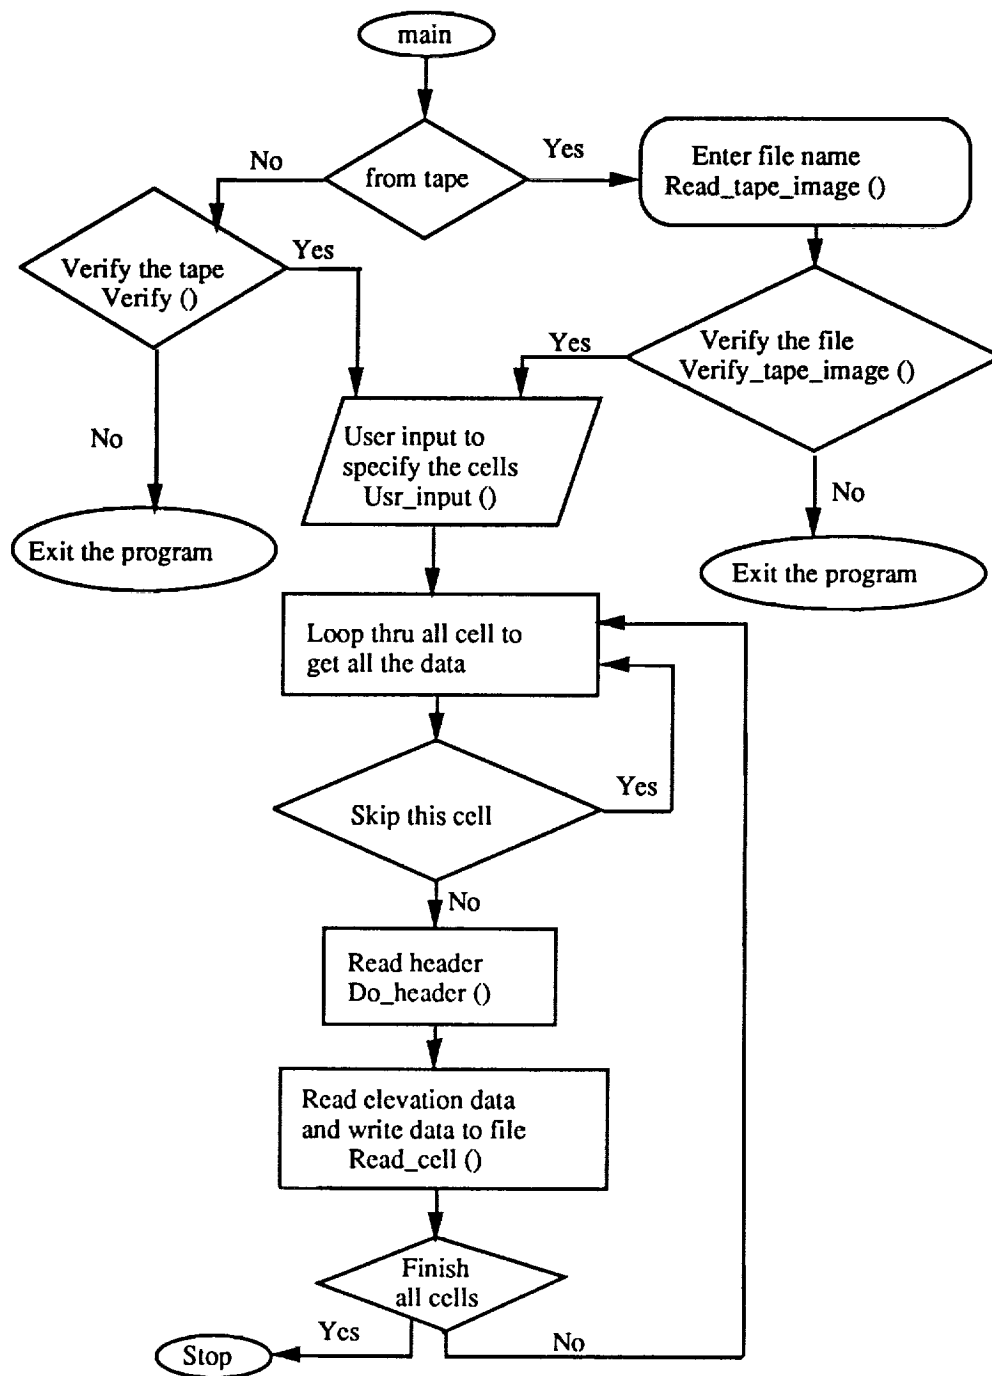 main
from tape
No
Yes
Enter file name
Read_tape_image ()
Verify the tape
Verify ()
Yes
No
Exit the program
Verify the file
Verify_tape_image ()
Yes
No
Exit the program
User input to
specify the cells
Usr_input ()
Loop thru all cell to
get all the data
Skip this cell
Yes
No
Read header
Do_header ()
Read elevation data
and write data to file
Read_cell ()
Finish
all cells
Yes
No
Stop